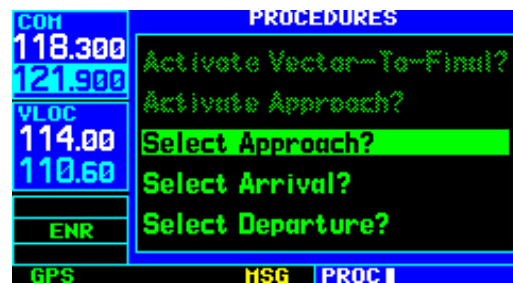 COM
118.300
121.900
VLOC
114.00
110.60
ENR
GPS
PROCEDURES
Activate Vector-To-Final?
Activate Approach?
Select Approach?
Select Arrival?
Select Departure?
MSG PROC